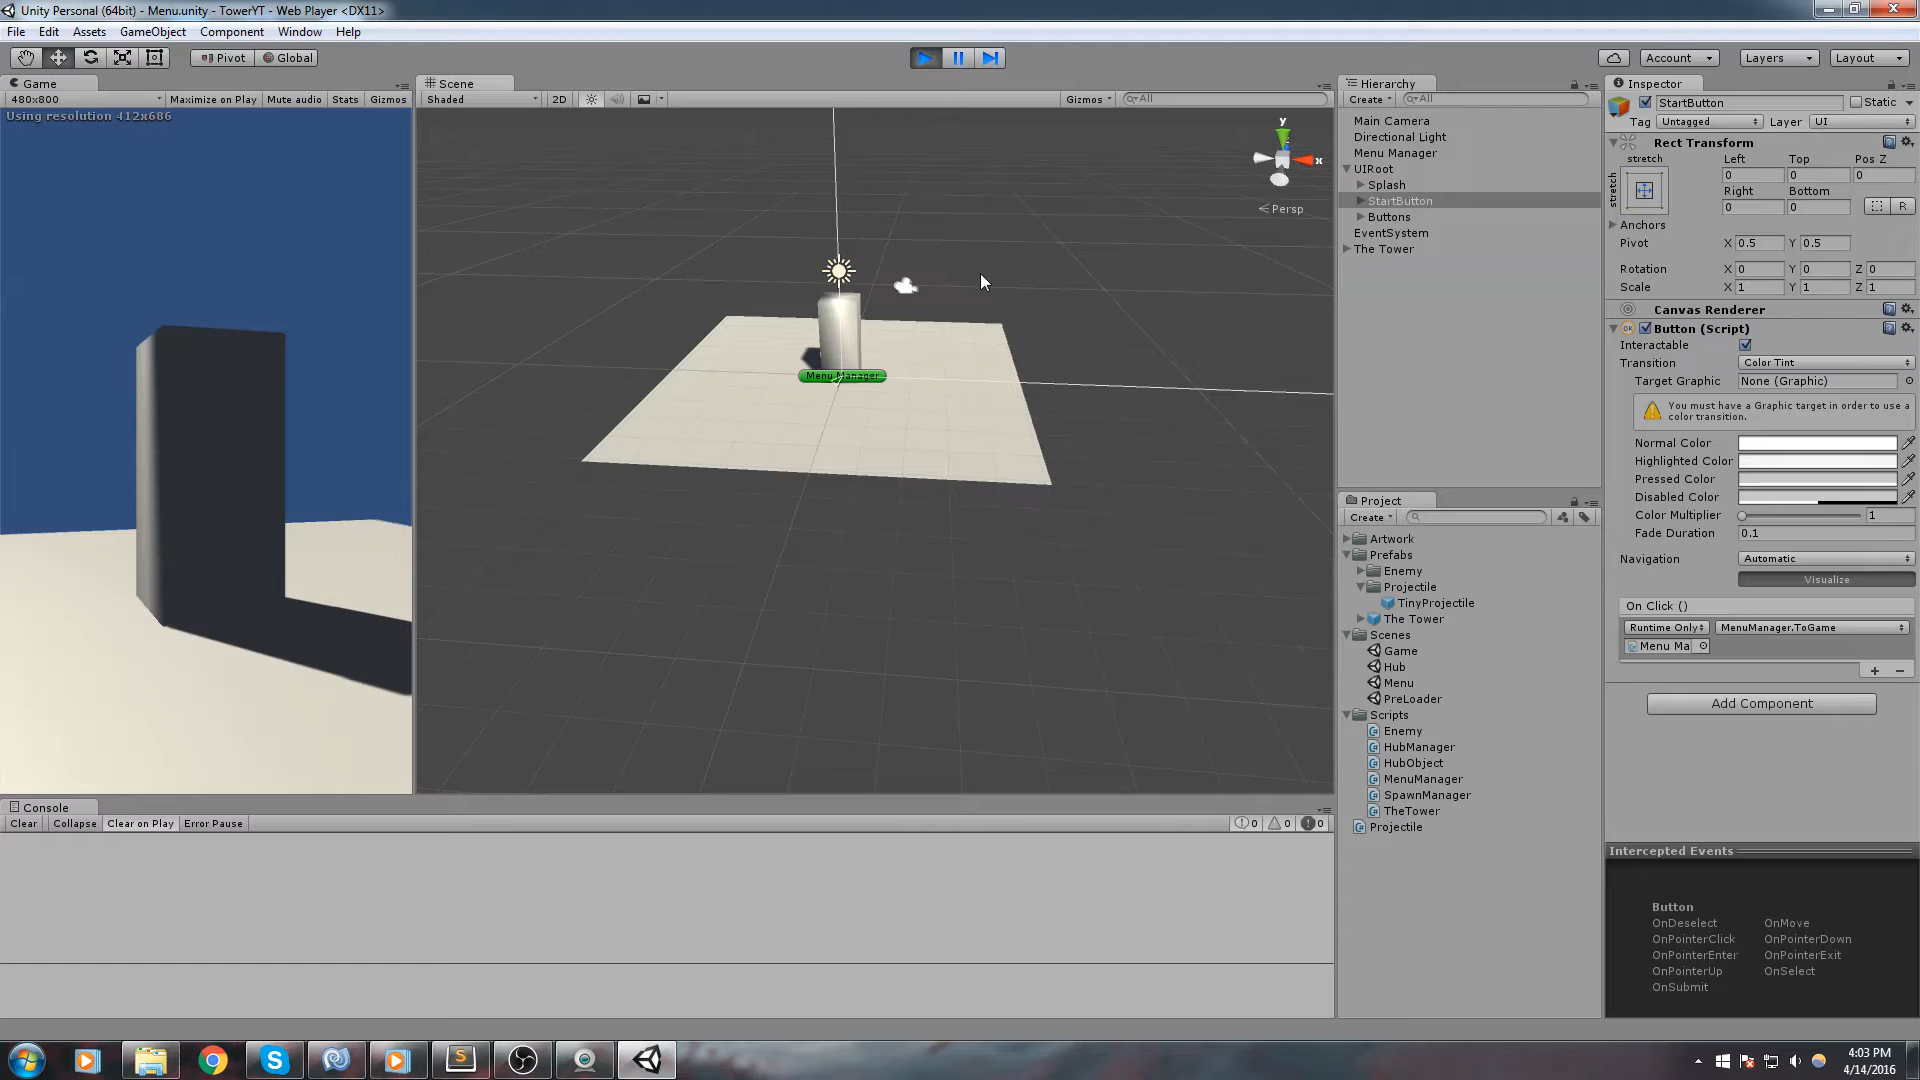 Unity Personal (64bit) - Menu.unity - TowerYT - Web Player <DX11>
File Edit Assets GameObject Component Window Help
Pivot Global Account Layers Layout
Game
480x800 Maximize on Play Mute audio Stats Gizmos
Using resolution 412x686
Scene
Shaded 2D Gizmos All
y
x
Persp
Menu Manager
Hierarchy
Create All
Main Camera
Directional Light
Menu Manager
UIRoot
Splash
StartButton
Buttons
EventSystem
The Tower
Project
Create
Artwork
Prefabs
Enemy
Projectile
TinyProjectile
The Tower
Scenes
Game
Hub
Menu
PreLoader
Scripts
Enemy
HubManager
HubObject
MenuManager
SpawnManager
TheTower
Projectile
Inspector
StartButton Static
Tag Untagged Layer UI
Rect Transform
stretch Left Top Pos Z
stretch 0 0 0
Right Bottom
0 0 R
Anchors
Pivot X 0.5 Y 0.5
Rotation X 0 Y 0 Z 0
Scale X 1 Y 1 Z 1
Canvas Renderer
OK Button (Script)
Interactable
Transition Color Tint
Target Graphic None (Graphic)
You must have a Graphic target in order to use a
color transition.
Normal Color
Highlighted Color
Pressed Color
Disabled Color
Color Multiplier 1
Fade Duration 0.1
Navigation Automatic
Visualize
On Click ()
Runtime Only MenuManager.ToGame
Menu Ma
Add Component
Intercepted Events
Button
OnDeselect OnMove
OnPointerClick OnPointerDown
OnPointerEnter OnPointerExit
OnPointerUp OnSelect
OnSubmit
Console
Clear Collapse Clear on Play Error Pause 0 0 0
4:03 PM
4/14/2016